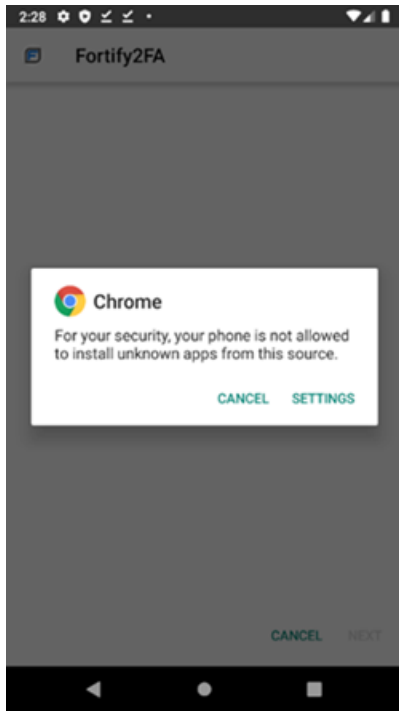 2:28
Fortify2FA
Chrome
For your security, your phone is not allowed
to install unknown apps from this source.
CANCEL SETTINGS
CANCEL NEXT